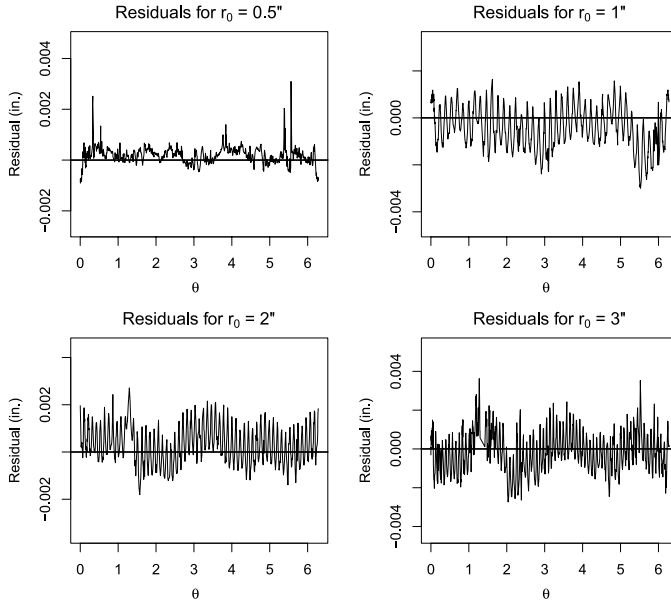 Residuals for r0 = 0.5"
Residual (in.)
−0.002 0.002 0.004
0 1 2 3 4 5 6
θ
Residuals for r0 = 1"
Residual (in.)
−0.004 0.000
0 1 2 3 4 5 6
θ
Residuals for r0 = 2"
Residual (in.)
−0.002 0.002
0 1 2 3 4 5 6
θ
Residuals for r0 = 3"
Residual (in.)
−0.004 0.000 0.004
0 1 2 3 4 5 6
θ